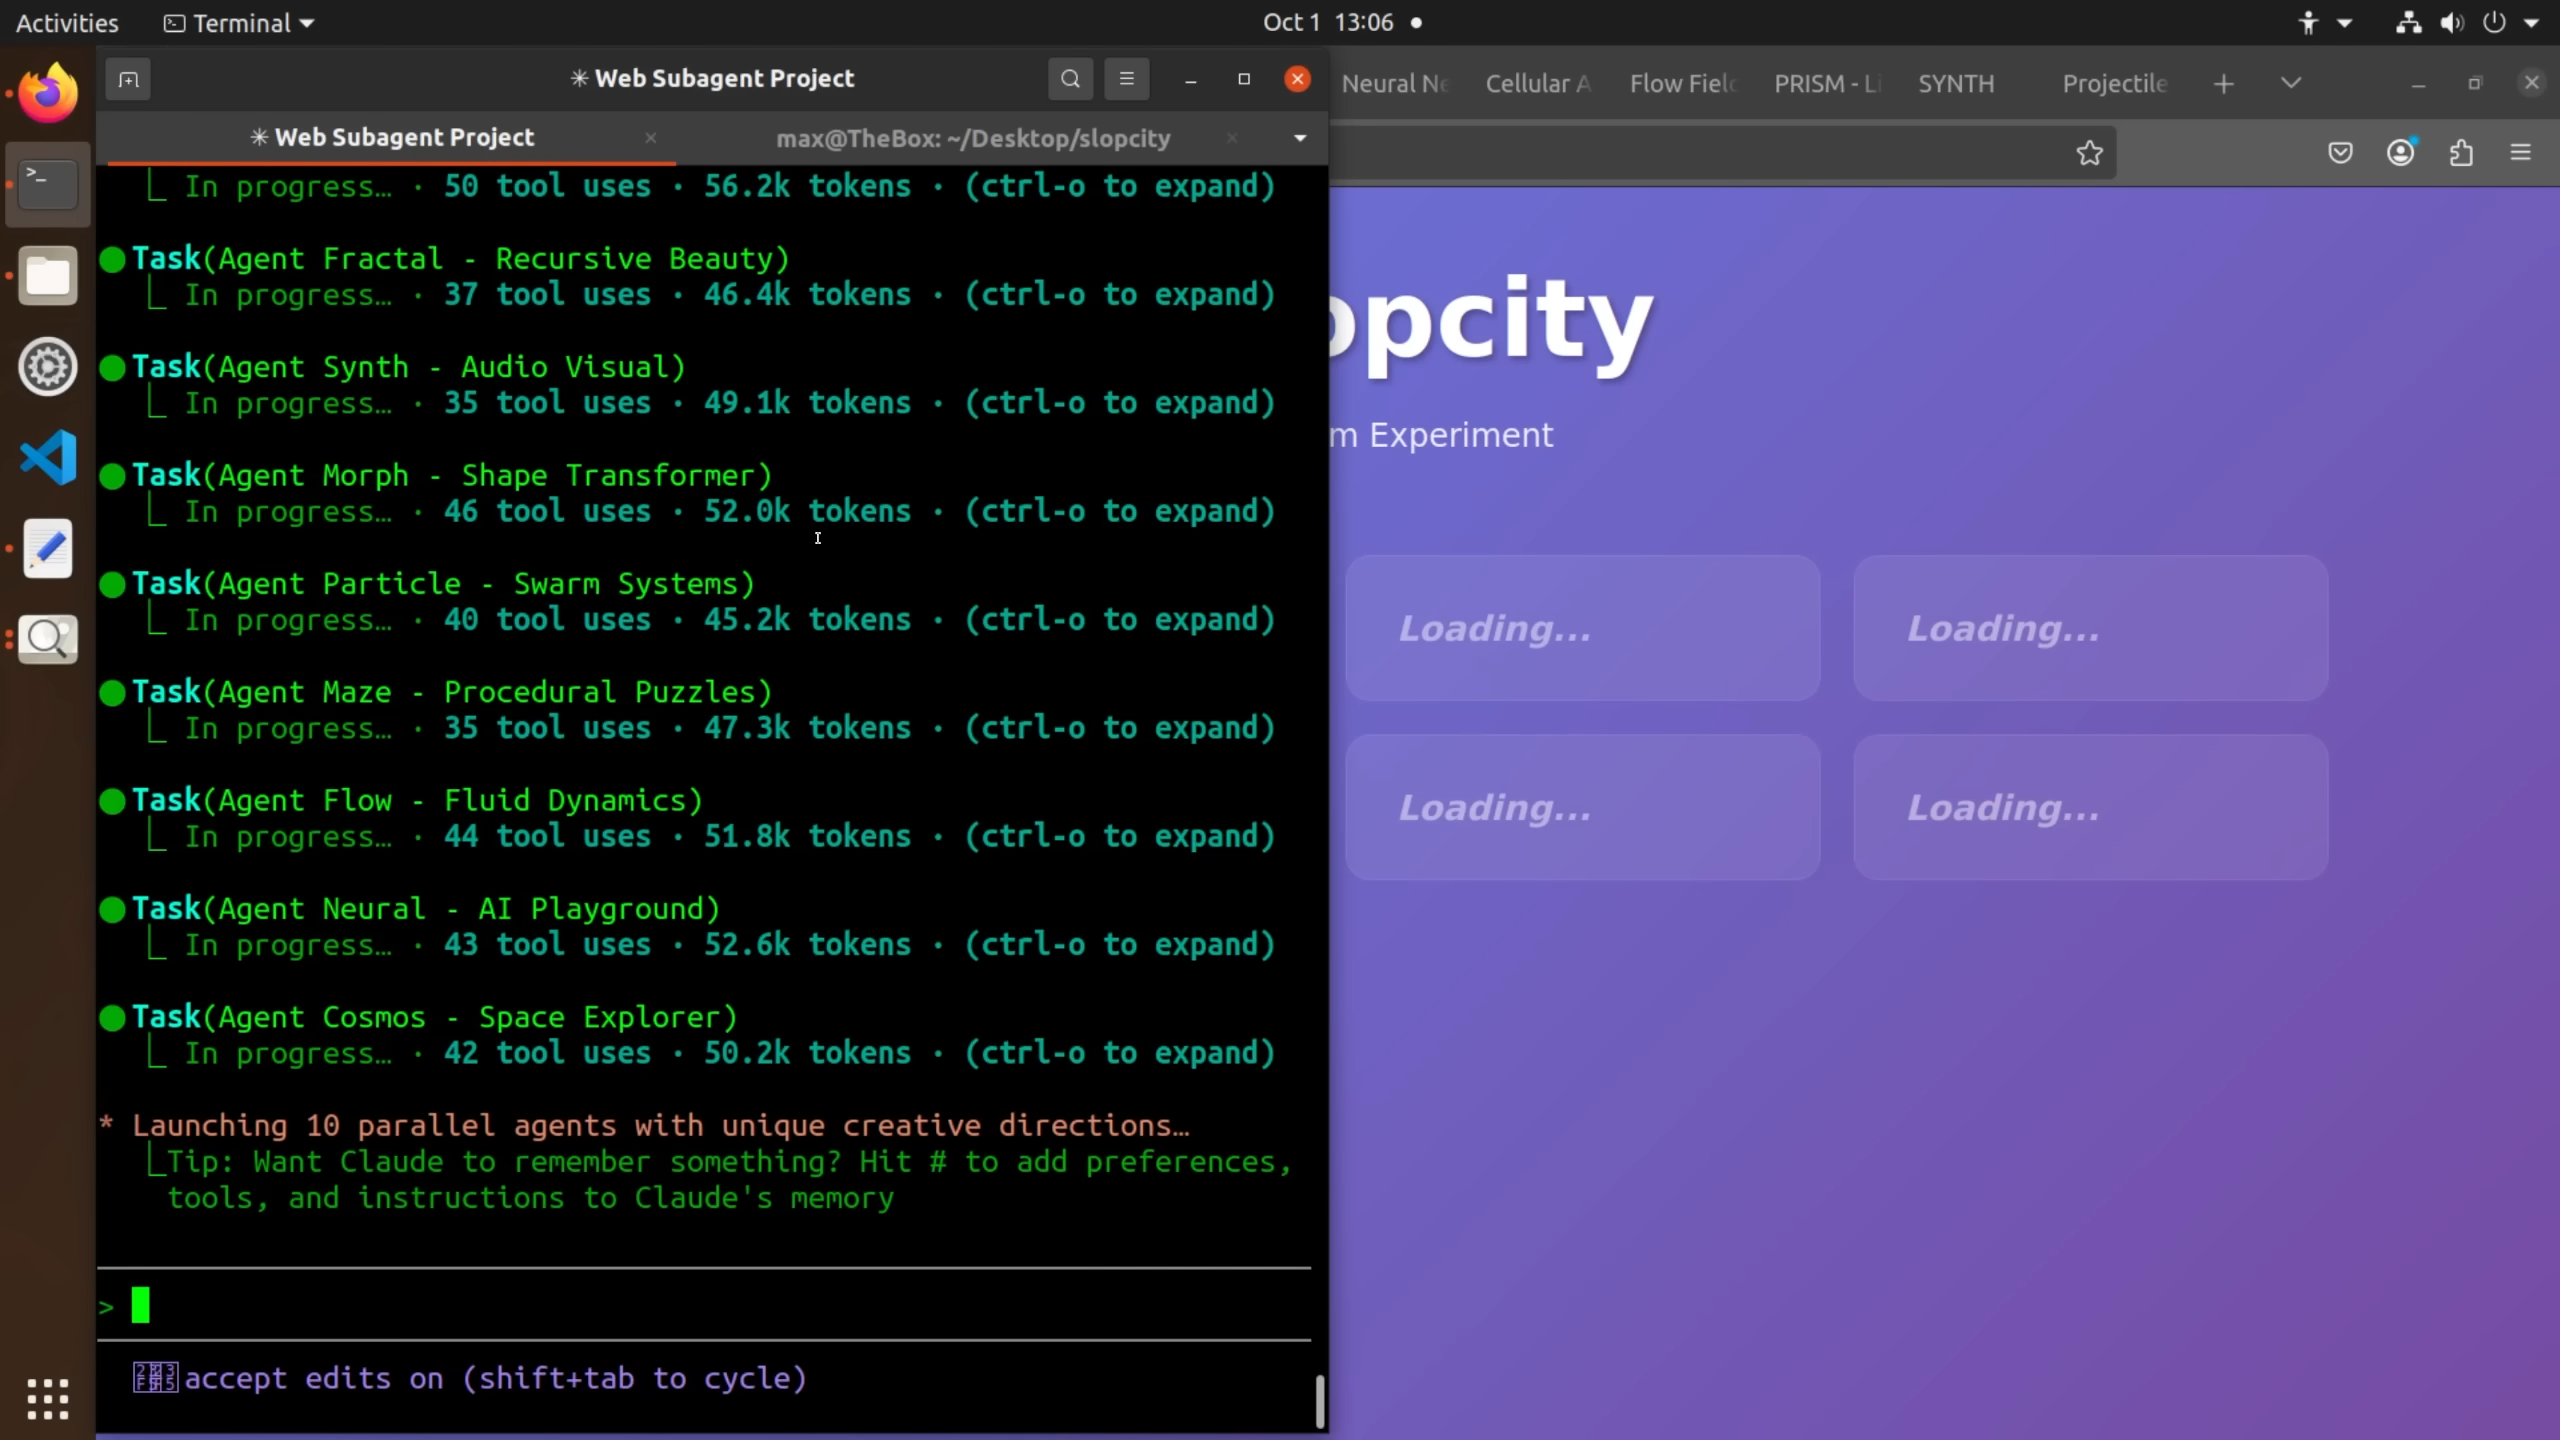 Activities
Terminal
Oct 1 13:06
✳ Web Subagent Project
✳ Web Subagent Project
max@TheBox: ~/Desktop/slopcity
In progress… · 50 tool uses · 56.2k tokens · (ctrl-o to expand)
Task(Agent Fractal - Recursive Beauty)
In progress… · 37 tool uses · 46.4k tokens · (ctrl-o to expand)
Task(Agent Synth - Audio Visual)
In progress… · 35 tool uses · 49.1k tokens · (ctrl-o to expand)
Task(Agent Morph - Shape Transformer)
In progress… · 46 tool uses · 52.0k tokens · (ctrl-o to expand)
Task(Agent Particle - Swarm Systems)
In progress… · 40 tool uses · 45.2k tokens · (ctrl-o to expand)
Task(Agent Maze - Procedural Puzzles)
In progress… · 35 tool uses · 47.3k tokens · (ctrl-o to expand)
Task(Agent Flow - Fluid Dynamics)
In progress… · 44 tool uses · 51.8k tokens · (ctrl-o to expand)
Task(Agent Neural - AI Playground)
In progress… · 43 tool uses · 52.6k tokens · (ctrl-o to expand)
Task(Agent Cosmos - Space Explorer)
In progress… · 42 tool uses · 50.2k tokens · (ctrl-o to expand)
* Launching 10 parallel agents with unique creative directions…
Tip: Want Claude to remember something? Hit # to add preferences,
tools, and instructions to Claude's memory
>
accept edits on (shift+tab to cycle)
Neural Ne
Cellular A
Flow Field
PRISM - Li
SYNTH
Projectile
opcity
m Experiment
Loading...
Loading...
Loading...
Loading...